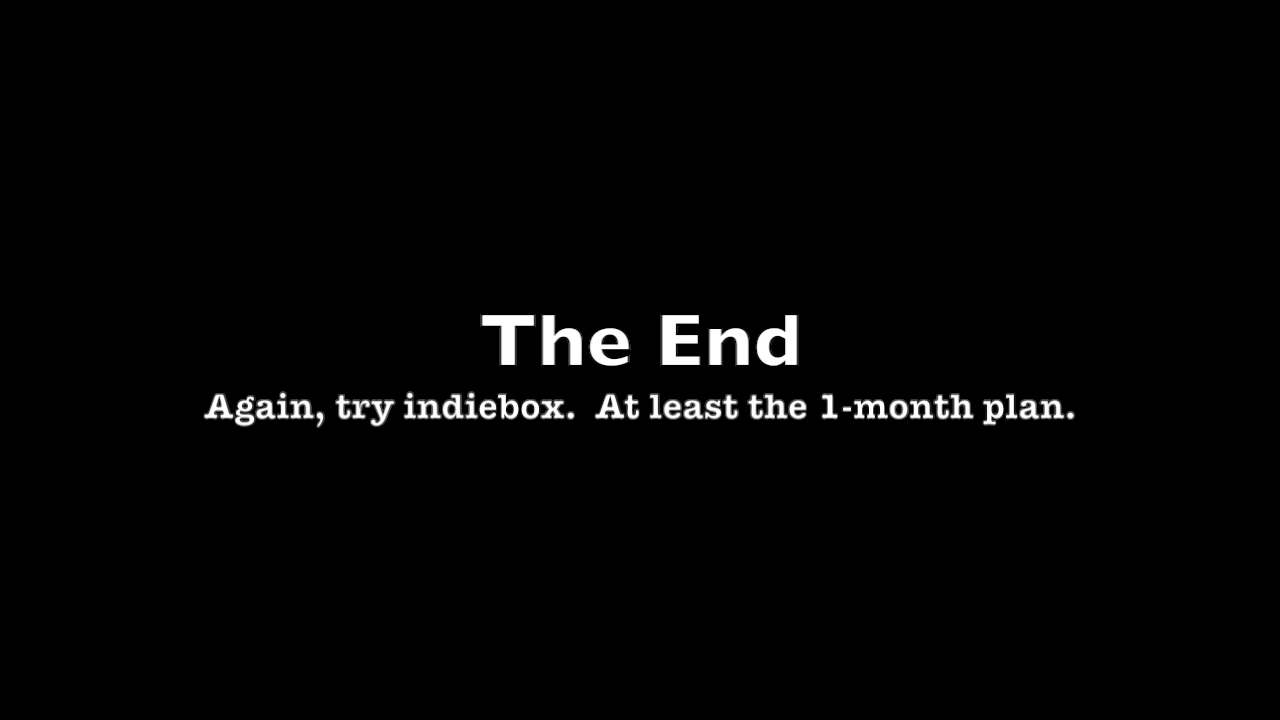 The End
Again, try indiebox.  At least the 1-month plan.